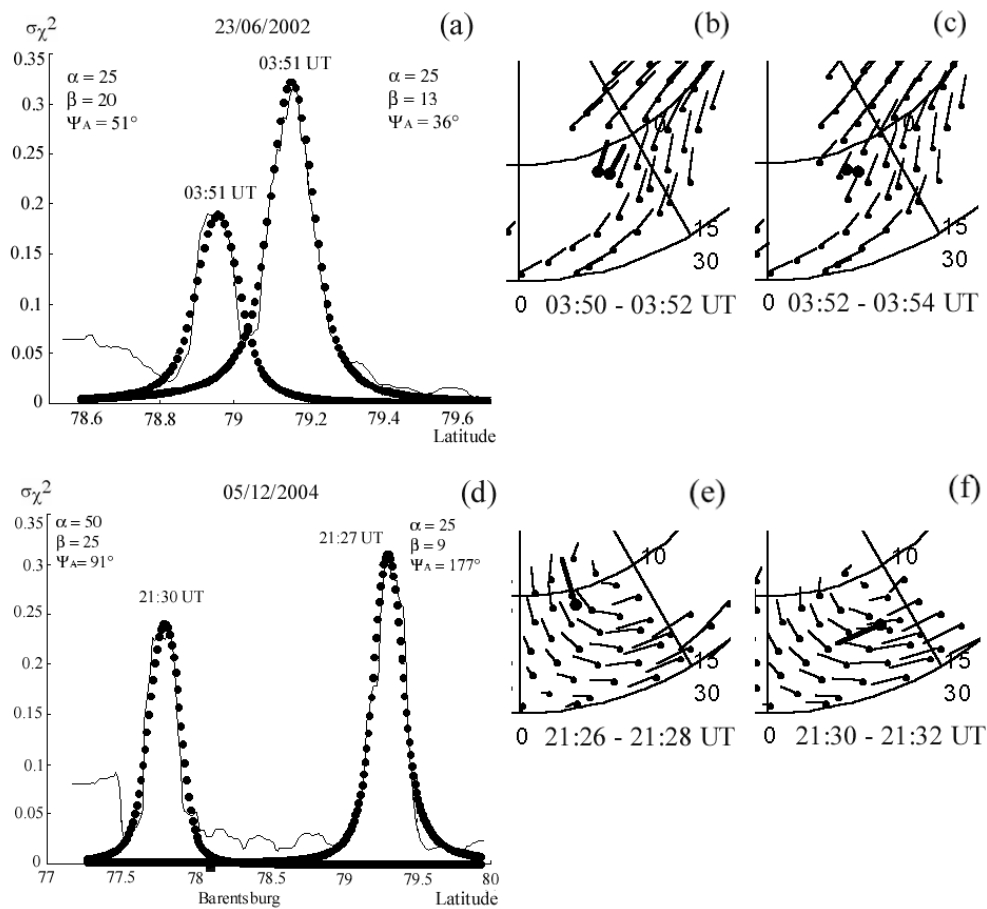 23/06/2002
(a)
σχ²
0.35
0.3
0.25
0.2
0.15
0.1
0.05
0
α = 25
β = 20
Ψ_A = 51°
03:51 UT
03:51 UT
α = 25
β = 13
Ψ_A = 36°
78.6 78.8 79 79.2 79.4 79.6
Latitude
(b)
0
15
30
0 03:50 - 03:52 UT
(c)
0
15
30
0 03:52 - 03:54 UT
05/12/2004
(d)
σχ²
0.35
0.3
0.25
0.2
0.15
0.1
0.05
0
α = 50
β = 25
Ψ_A = 91°
21:30 UT
21:27 UT
α = 25
β = 9
Ψ_A = 177°
77 77.5 78 78.5 79 79.5 80
Barentsburg Latitude
(e)
10
15
30
0 21:26 - 21:28 UT
(f)
10
15
30
0 21:30 - 21:32 UT